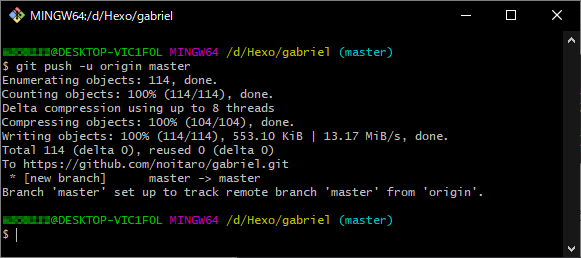 MINGW64:/d/Hexo/gabriel
@DESKTOP-VIC1FOL MINGW64 /d/Hexo/gabriel (master)
$ git push -u origin master
Enumerating objects: 114, done.
Counting objects: 100% (114/114), done.
Delta compression using up to 8 threads
Compressing objects: 100% (104/104), done.
Writing objects: 100% (114/114), 553.10 KiB | 13.17 MiB/s, done.
Total 114 (delta 0), reused 0 (delta 0)
To https://github.com/noitaro/gabriel.git
 * [new branch]      master -> master
Branch 'master' set up to track remote branch 'master' from 'origin'.
@DESKTOP-VIC1FOL MINGW64 /d/Hexo/gabriel (master)
$